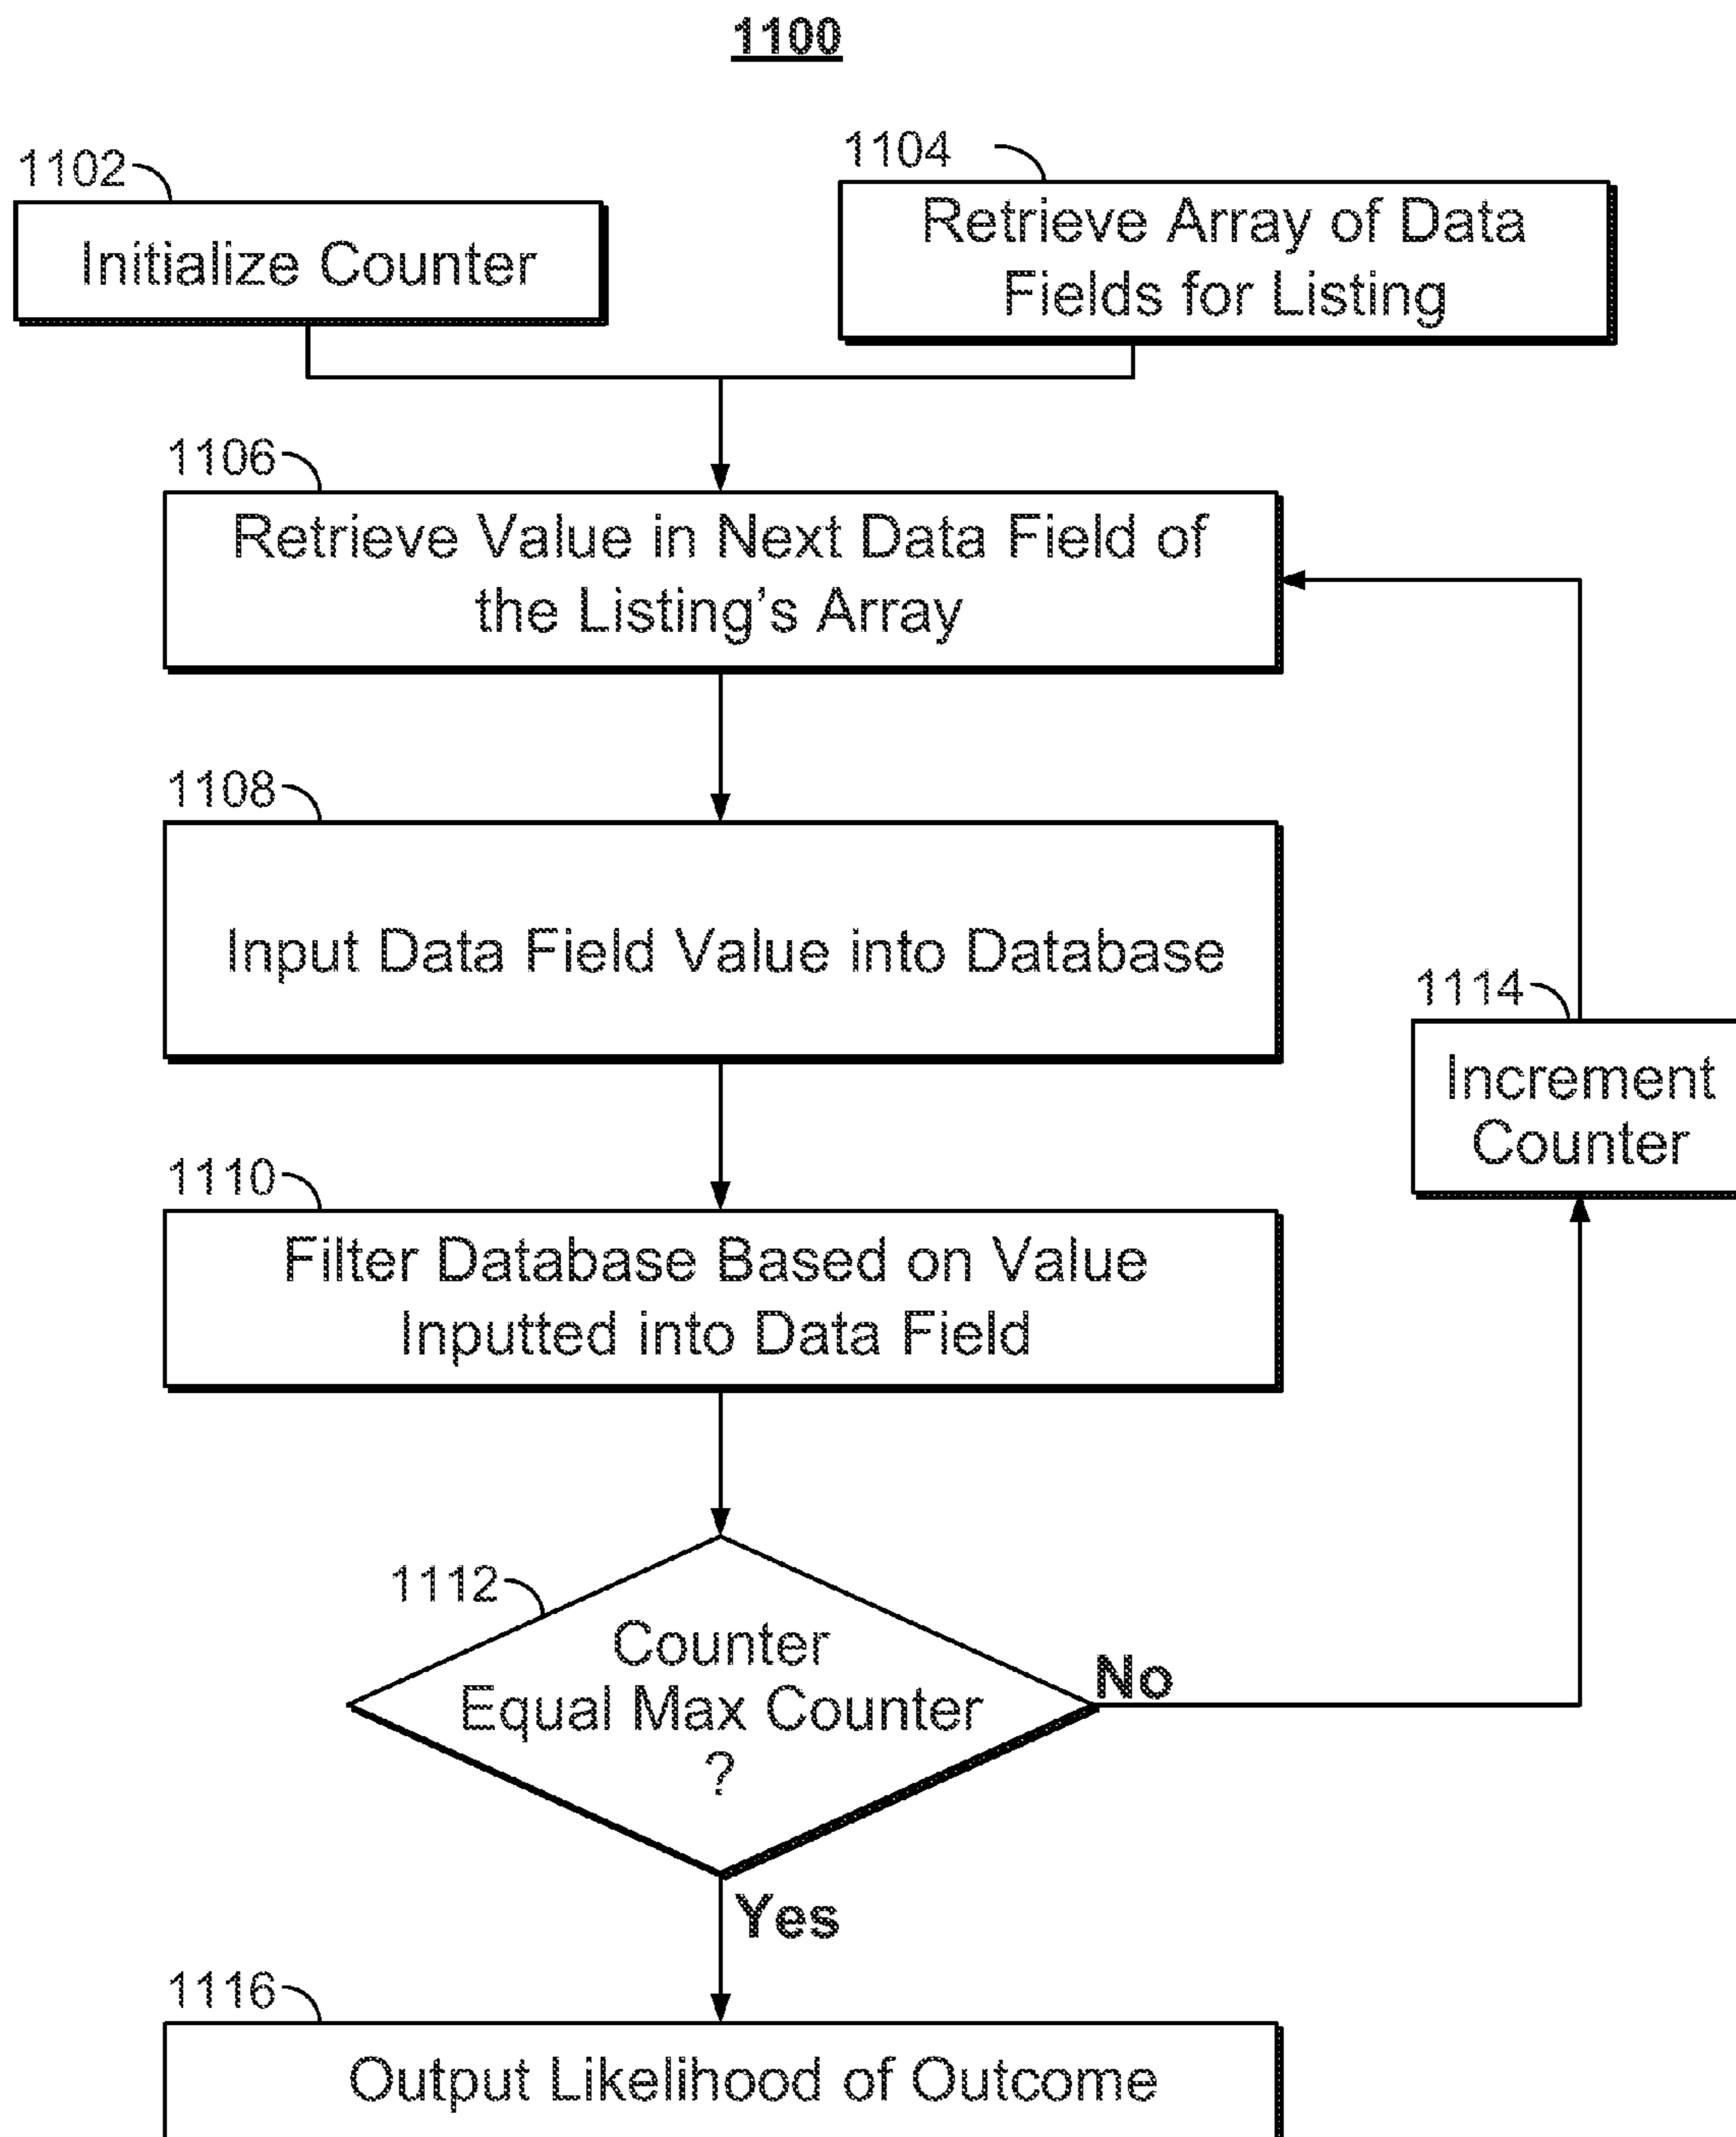 1100
1102
Initialize Counter
1104
Retrieve Array of Data
Fields for Listing
1106
Retrieve Value in Next Data Field of
the Listing's Array
1108
Input Data Field Value into Database
1114
Increment
Counter
1110
Filter Database Based on Value
Inputted into Data Field
1112
Counter
Equal Max Counter
?
No
Yes
1116
Output Likelihood of Outcome